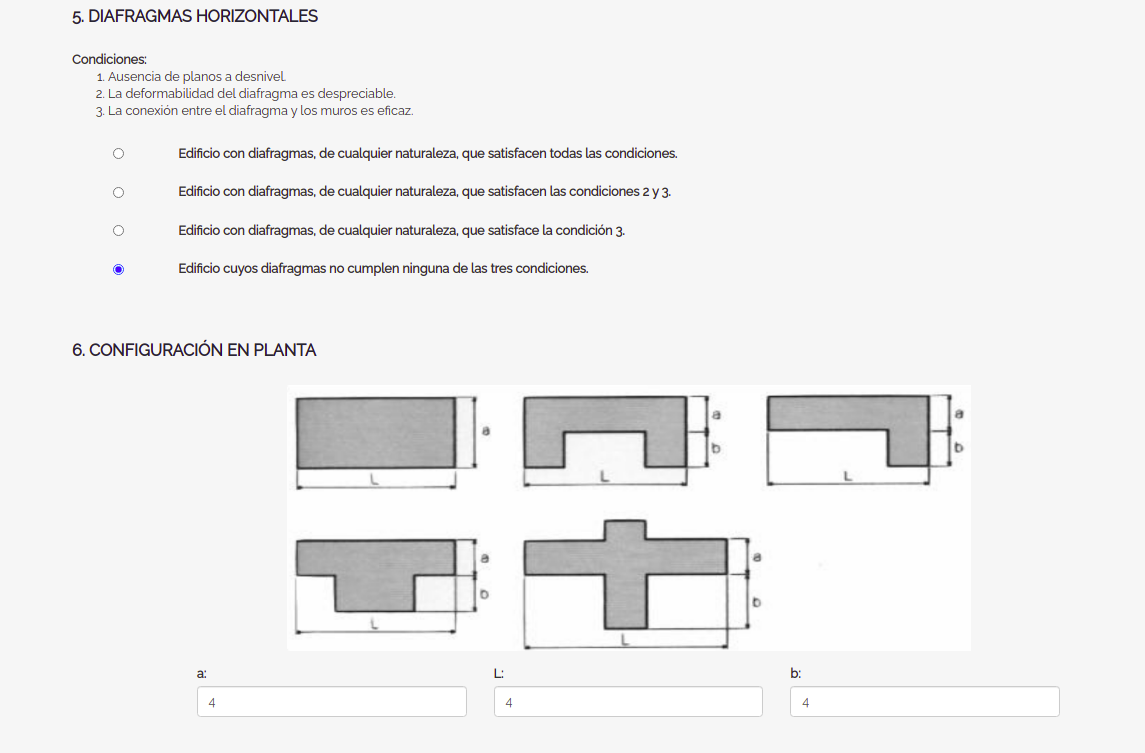 5. DIAFRAGMAS HORIZONTALES
Condiciones:
1. Ausencia de planos a desnivel.
2. La deformabilidad del diafragma es despreciable.
3. La conexión entre el diafragma y los muros es eficaz.
Edificio con diafragmas, de cualquier naturaleza, que satisfacen todas las condiciones.
Edificio con diafragmas, de cualquier naturaleza, que satisfacen las condiciones 2 y 3.
Edificio con diafragmas, de cualquier naturaleza, que satisface la condición 3.
Edificio cuyos diafragmas no cumplen ninguna de las tres condiciones.
6. CONFIGURACIÓN EN PLANTA
a
L
a
b
L
a
b
L
a
b
L
a
b
L
a: L: b:
4 4 4